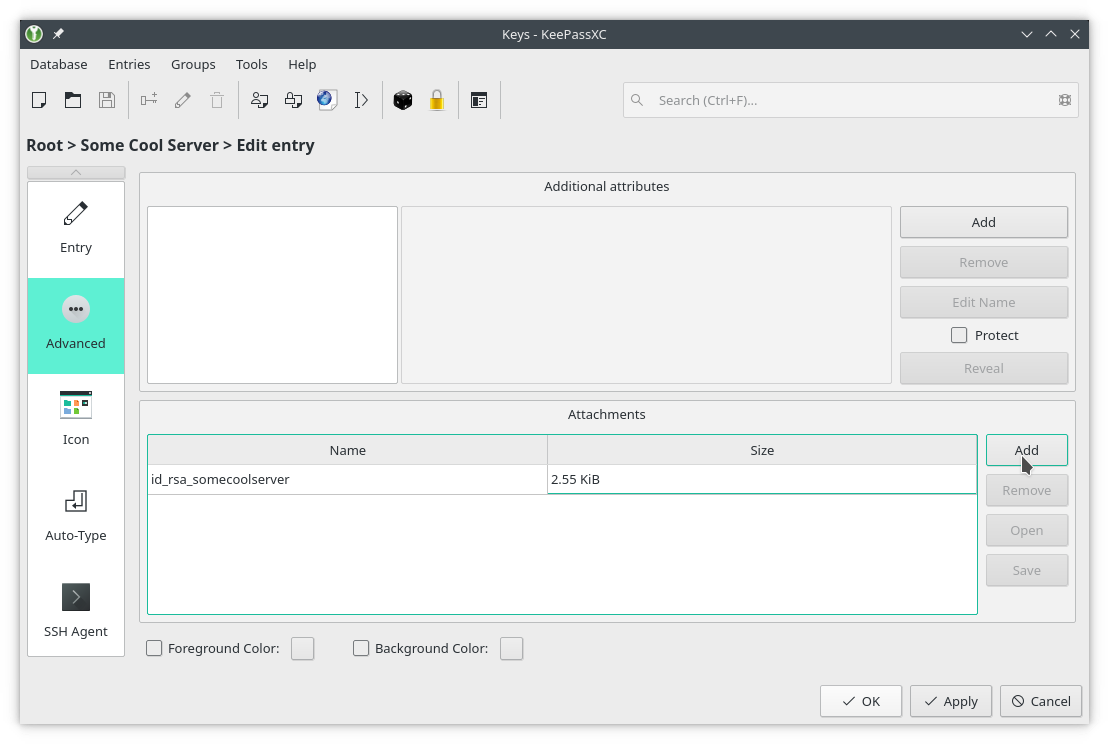 Keys - KeePassXC
Database Entries Groups Tools Help
Search (Ctrl+F)...
Root > Some Cool Server > Edit entry
Entry
Advanced
Icon
Auto-Type
SSH Agent
Additional attributes
Add
Remove
Edit Name
Protect
Reveal
Attachments
Name Size
id_rsa_somecoolserver 2.55 KiB
Add
Remove
Open
Save
Foreground Color: Background Color:
OK Apply Cancel